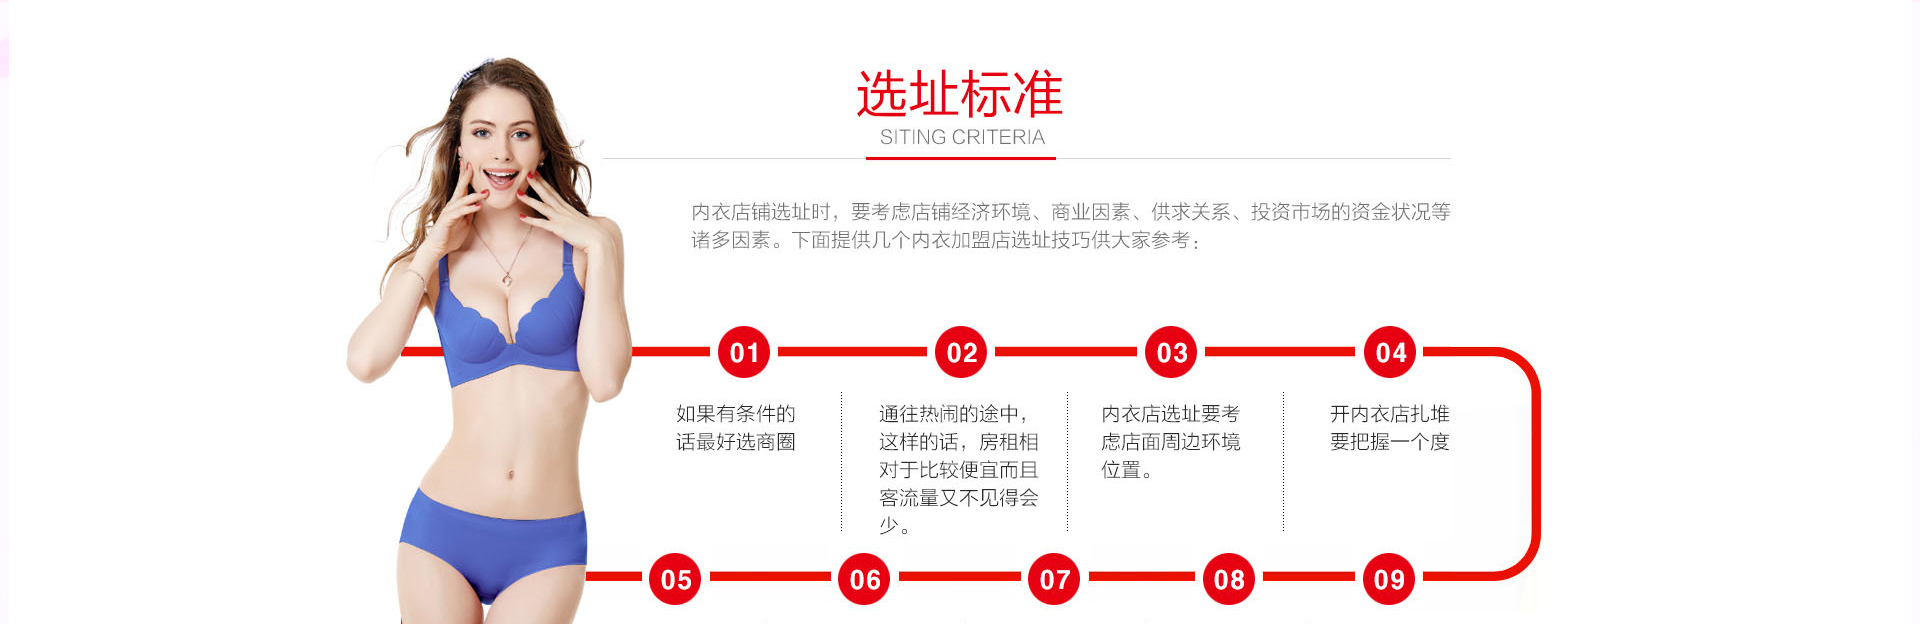 选址标准
SITING CRITERIA
内衣店铺选址时，要考虑店铺经济环境、商业因素、供求关系、投资市场的资金状况等
诸多因素。下面提供几个内衣加盟店选址技巧供大家参考：
01
02
03
04
如果有条件的
话最好选商圈
通往热闹的途中，
这样的话，房租相
对于比较便宜而且
客流量又不见得会
少。
内衣店选址要考
虑店面周边环境
位置。
开内衣店扎堆
要把握一个度
05
06
07
08
09